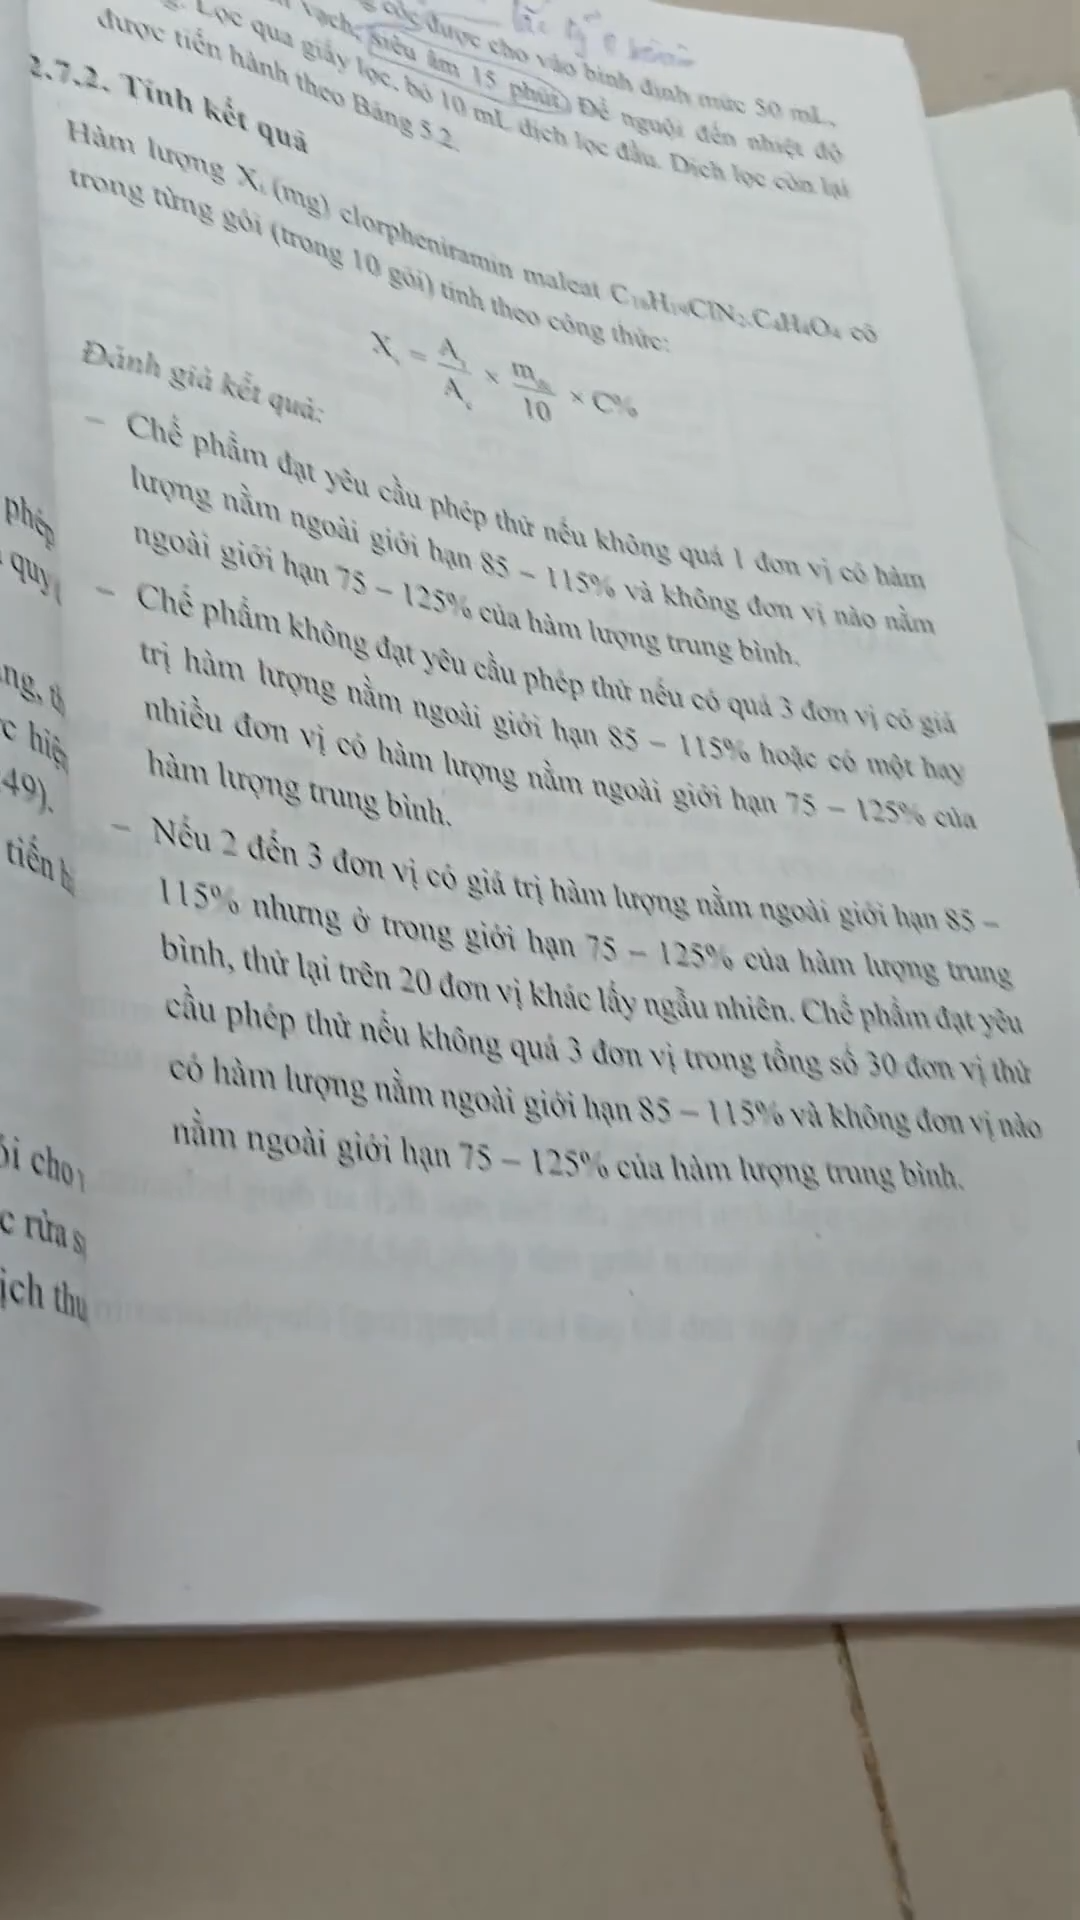 được cho vào bình định mức 50 mL,
vạch, siêu âm 15 phút. Để nguội đến nhiệt độ
Lọc qua giấy lọc, bỏ 10 mL dịch lọc đầu. Dịch lọc còn lại
được tiến hành theo Bảng 5.2.
2.7.2. Tính kết quả
Hàm lượng Xᵢ (mg) clorpheniramin maleat C₁₆H₁₉ClN₂.C₄H₄O₄ có
trong từng gói (trong 10 gói) tính theo công thức:
Xᵢ = Aₜ/A꜀ × m/10 × C%
Đánh giá kết quả:
– Chế phẩm đạt yêu cầu phép thử nếu không quá 1 đơn vị có hàm
lượng nằm ngoài giới hạn 85 – 115% và không đơn vị nào nằm
ngoài giới hạn 75 – 125% của hàm lượng trung bình.
– Chế phẩm không đạt yêu cầu phép thử nếu có quá 3 đơn vị có giá
trị hàm lượng nằm ngoài giới hạn 85 – 115% hoặc có một hay
nhiều đơn vị có hàm lượng nằm ngoài giới hạn 75 – 125% của
hàm lượng trung bình.
– Nếu 2 đến 3 đơn vị có giá trị hàm lượng nằm ngoài giới hạn 85 –
115% nhưng ở trong giới hạn 75 – 125% của hàm lượng trung
bình, thử lại trên 20 đơn vị khác lấy ngẫu nhiên. Chế phẩm đạt yêu
cầu phép thử nếu không quá 3 đơn vị trong tổng số 30 đơn vị thử
có hàm lượng nằm ngoài giới hạn 85 – 115% và không đơn vị nào
nằm ngoài giới hạn 75 – 125% của hàm lượng trung bình.
phép
quy
49).
tiến
cho
rửa